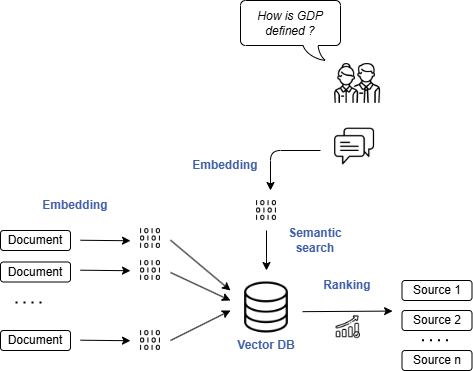 How is GDP
defined ?
Embedding
1010
0101
1010
Embedding
Semantic
search
Document
1010
0101
1010
Document
1010
0101
1010
. . . .
Document
1010
0101
1010
Vector DB
Ranking
Source 1
Source 2
. . . .
Source n